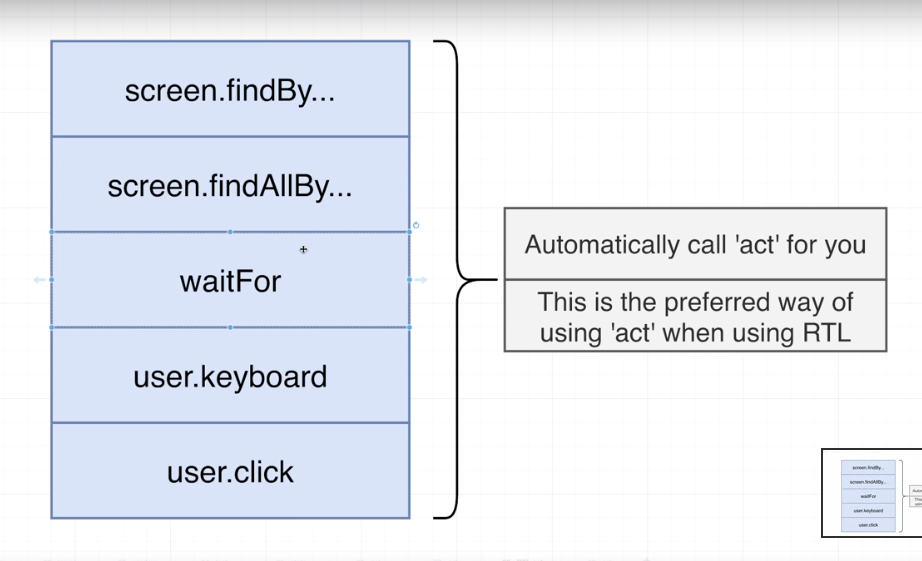 screen.findBy...
screen.findAllBy...
waitFor
user.keyboard
user.click
Automatically call 'act' for you
This is the preferred way of
using 'act' when using RTL
screen.findBy...
screen.findAllBy...
waitFor
user.keyboard
user.click